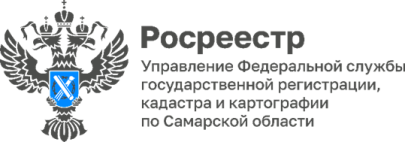 Росреестр
Управление Федеральной службы
государственной регистрации,
кадастра и картографии
по Самарской области